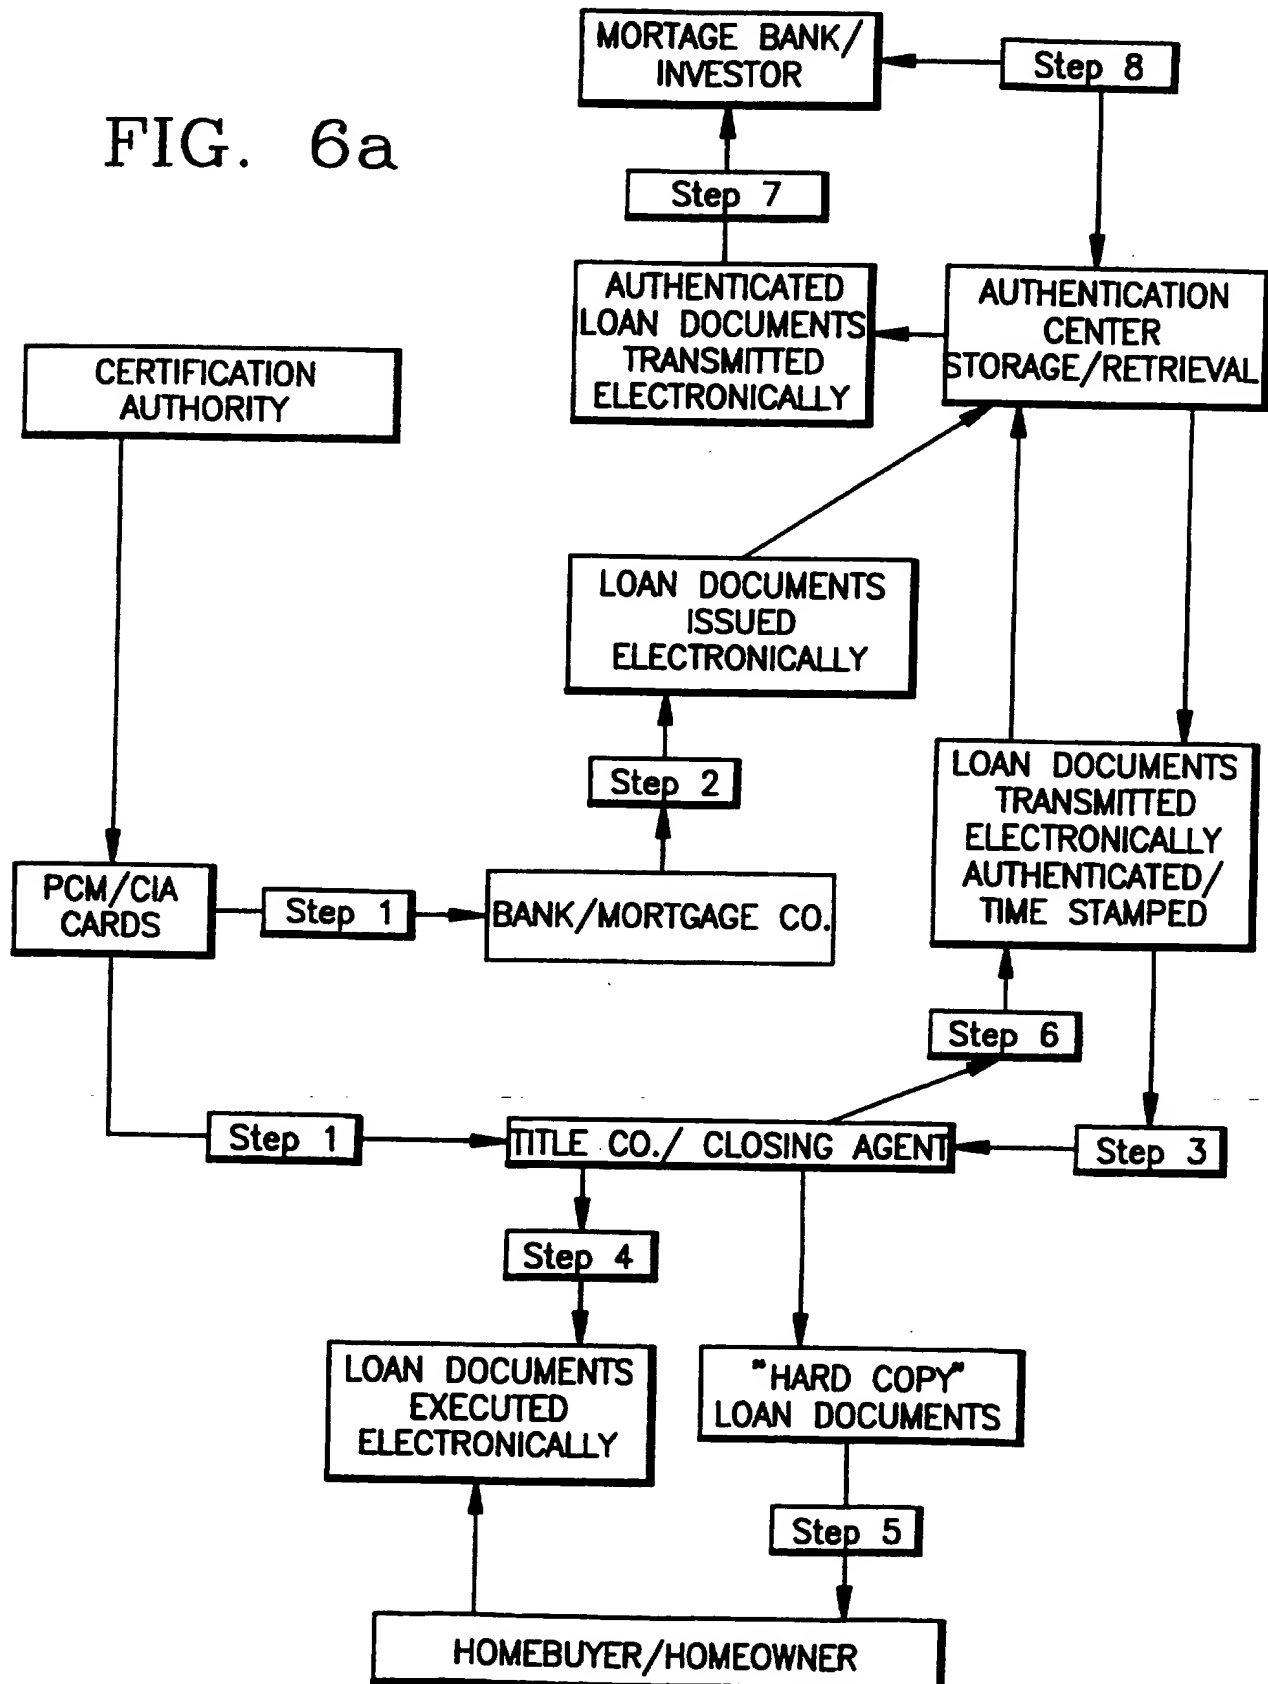 FIG. 6a
MORTAGE BANK/
INVESTOR
Step 8
Step 7
AUTHENTICATED
LOAN DOCUMENTS
TRANSMITTED
ELECTRONICALLY
AUTHENTICATION
CENTER
STORAGE/RETRIEVAL
CERTIFICATION
AUTHORITY
LOAN DOCUMENTS
ISSUED
ELECTRONICALLY
Step 2
LOAN DOCUMENTS
TRANSMITTED
ELECTRONICALLY
AUTHENTICATED/
TIME STAMPED
PCM/CIA
CARDS
Step 1
BANK/MORTGAGE CO.
Step 6
Step 1
TITLE CO./ CLOSING AGENT
Step 3
Step 4
LOAN DOCUMENTS
EXECUTED
ELECTRONICALLY
"HARD COPY"
LOAN DOCUMENTS
Step 5
HOMEBUYER/HOMEOWNER